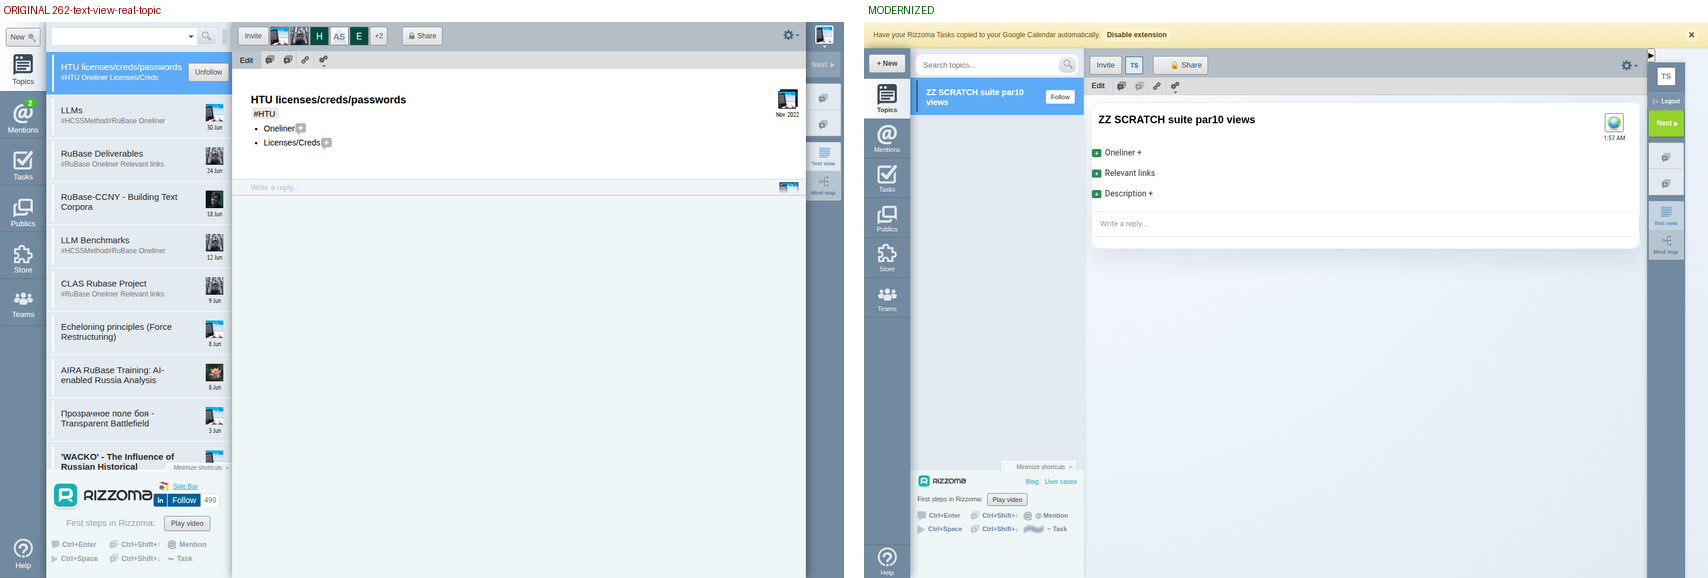 ORIGINAL 262-text-view-real-topic
New
Topics
2
Mentions
Tasks
Publics
Store
Teams
Help
HTU licenses/creds/passwords
#HTU Oneliner Licenses/Creds
Unfollow
LLMs
#HCSSMethod#RuBase Oneliner
30 Jun
RuBase Deliverables
#RuBase Oneliner Relevant links
24 Jun
RuBase-CCNY - Building Text
Corpora
18 Jun
LLM Benchmarks
#HCSSMethod#RuBase Oneliner
12 Jun
CLAS Rubase Project
#RuBase Oneliner Relevant links
9 Jun
Echeloning principles (Force
Restructuring)
8 Jun
AIRA RuBase Training: AI-
enabled Russia Analysis
8 Jun
Прозрачное поле боя -
Transparent Battlefield
3 Jun
'WACKO' - The Influence of
Russian Historical
Minimize shortcuts
RIZZOMA
Side Bar
in Follow 490
First steps in Rizzoma: Play video
Ctrl+Enter Ctrl+Shift+↑ @ Mention
Ctrl+Space Ctrl+Shift+↓ ~ Task
Invite H AS E +2 Share
Edit
HTU licenses/creds/passwords
#HTU
Nov 2022
• Oneliner+
• Licenses/Creds+
Write a reply...
Next
Text view
Mind map
MODERNIZED
Have your Rizzoma Tasks copied to your Google Calendar automatically. Disable extension ×
+ New
Topics
Mentions
Tasks
Publics
Store
Teams
Help
Search topics...
ZZ SCRATCH suite par10
views
Follow
Minimize shortcuts
RIZZOMA Blog User cases
First steps in Rizzoma: Play video
Ctrl+Enter Ctrl+Shift+↑ @ @ Mention
Ctrl+Space Ctrl+Shift+↓ ~ Task
Invite TS Share
Edit
ZZ SCRATCH suite par10 views
1:57 AM
+ Oneliner +
+ Relevant links
+ Description +
Write a reply...
TS
Logout
Next
Text view
Mind map